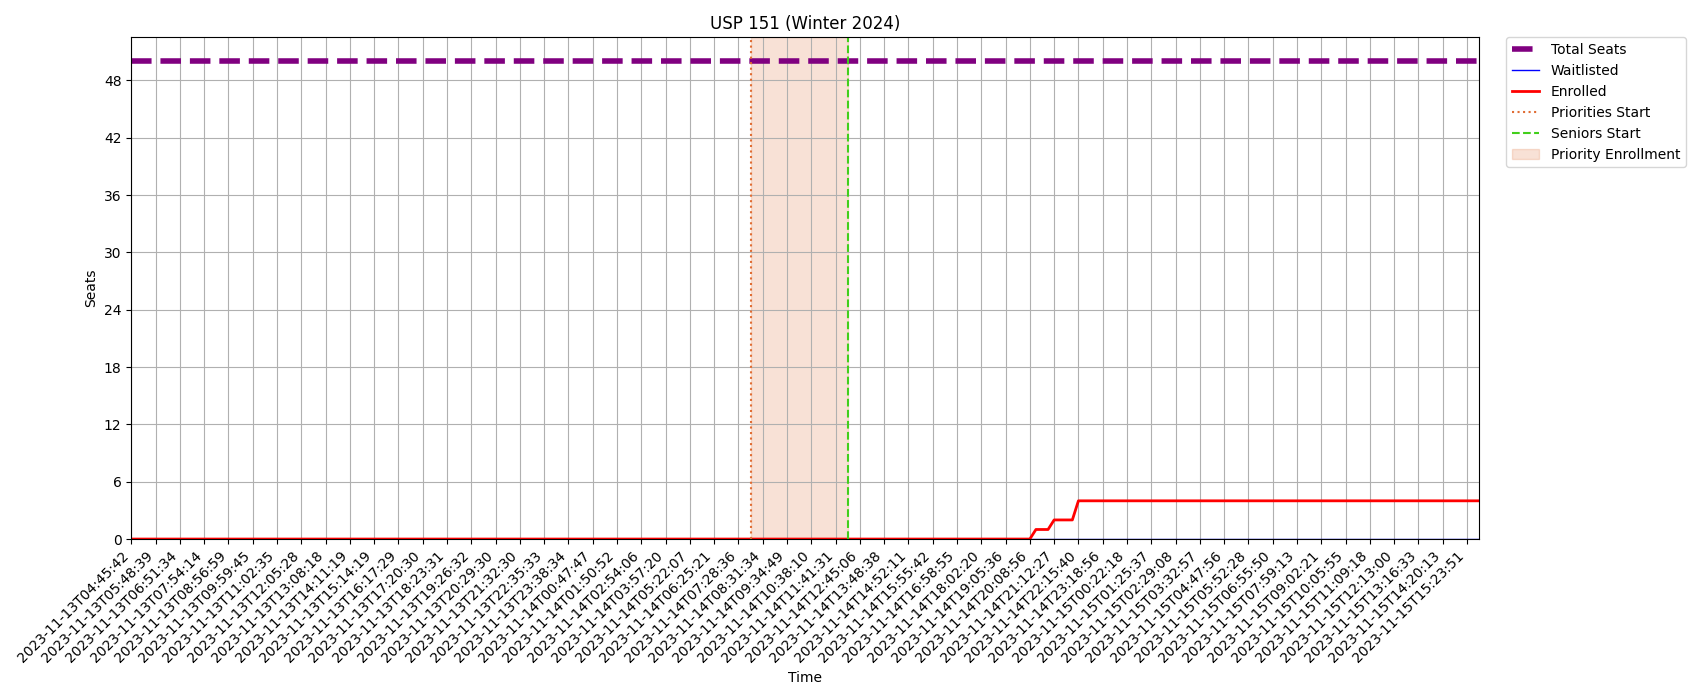 USP 151 (Winter 2024)
Total Seats
Waitlisted
Enrolled
Priorities Start
Seniors Start
Priority Enrollment
Seats
48
42
36
30
24
18
12
6
0
2023-11-13T04:45:42
2023-11-13T05:48:39
2023-11-13T06:51:34
2023-11-13T07:54:14
2023-11-13T08:56:59
2023-11-13T09:59:45
2023-11-13T11:02:35
2023-11-13T12:05:28
2023-11-13T13:08:18
2023-11-13T14:11:19
2023-11-13T15:14:19
2023-11-13T16:17:29
2023-11-13T17:20:30
2023-11-13T18:23:31
2023-11-13T19:26:32
2023-11-13T20:29:30
2023-11-13T21:32:30
2023-11-13T22:35:33
2023-11-13T23:38:34
2023-11-14T00:47:47
2023-11-14T01:50:52
2023-11-14T02:54:06
2023-11-14T03:57:20
2023-11-14T05:22:07
2023-11-14T06:25:21
2023-11-14T07:28:36
2023-11-14T08:31:34
2023-11-14T09:34:49
2023-11-14T10:38:10
2023-11-14T11:41:31
2023-11-14T12:45:06
2023-11-14T13:48:38
2023-11-14T14:52:11
2023-11-14T15:55:42
2023-11-14T16:58:55
2023-11-14T18:02:20
2023-11-14T19:05:36
2023-11-14T20:08:56
2023-11-14T21:12:27
2023-11-14T22:15:40
2023-11-14T23:18:56
2023-11-15T00:22:18
2023-11-15T01:25:37
2023-11-15T02:29:08
2023-11-15T03:32:57
2023-11-15T04:47:56
2023-11-15T05:52:28
2023-11-15T06:55:50
2023-11-15T07:59:13
2023-11-15T09:02:21
2023-11-15T10:05:55
2023-11-15T11:09:18
2023-11-15T12:13:00
2023-11-15T13:16:33
2023-11-15T14:20:13
2023-11-15T15:23:51
Time